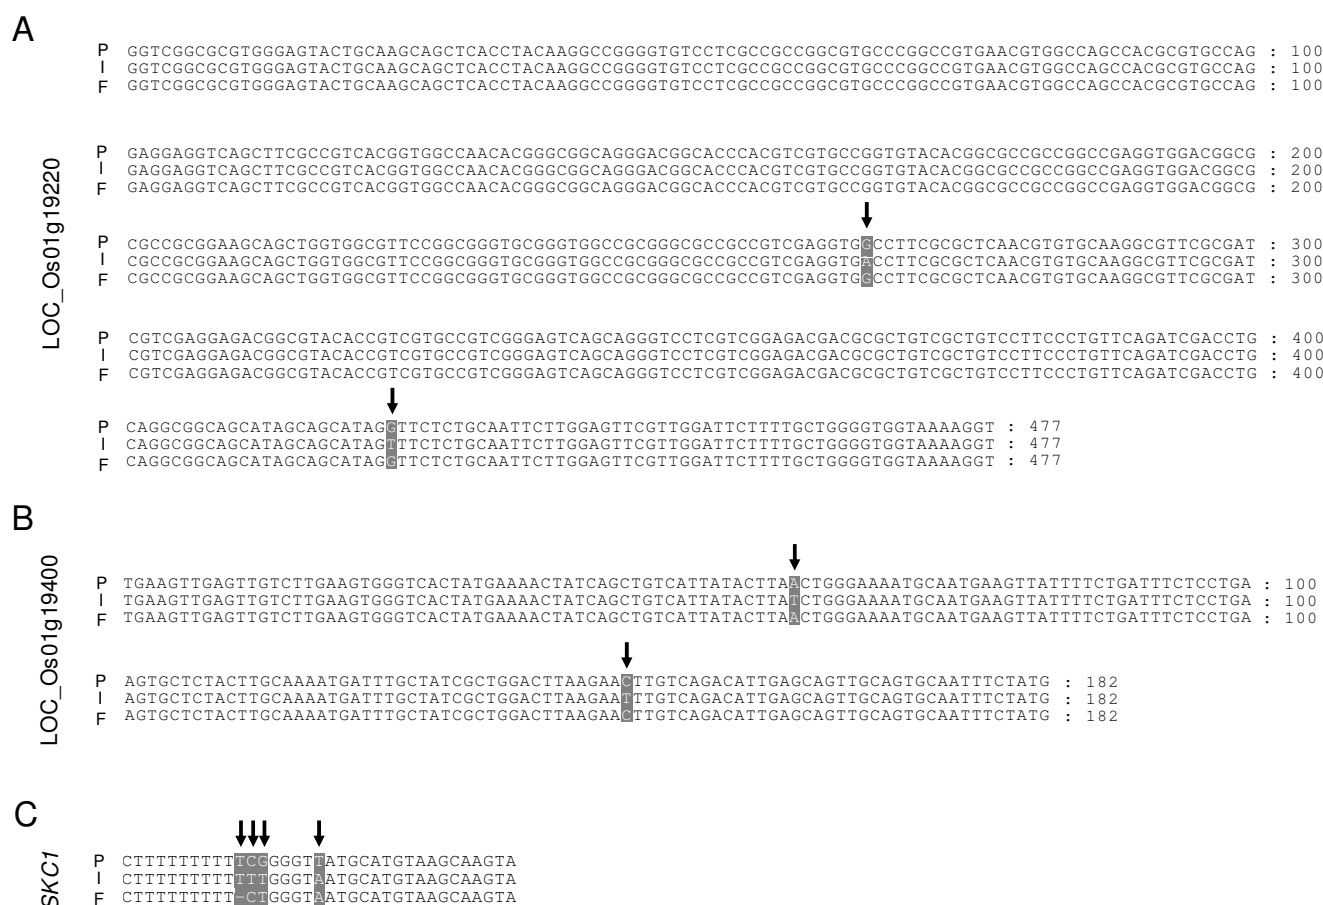 A
P GGTCGGCGCGTGGGAGTACTGCAAGCAGCTCACCTACAAGGCCGGGGTGTCCTCGCCGCCGGCGTGCCCGGCCGTGAACGTGGCCAGCCACGCGTGCCAG : 100
I GGTCGGCGCGTGGGAGTACTGCAAGCAGCTCACCTACAAGGCCGGGGTGTCCTCGCCGCCGGCGTGCCCGGCCGTGAACGTGGCCAGCCACGCGTGCCAG : 100
F GGTCGGCGCGTGGGAGTACTGCAAGCAGCTCACCTACAAGGCCGGGGTGTCCTCGCCGCCGGCGTGCCCGGCCGTGAACGTGGCCAGCCACGCGTGCCAG : 100
LOC_Os01g19220
P GAGGAGGTCAGCTTCGCCGTCACGGTGGCCAACACGGGCGGCAGGGACGGCACCCACGTCGTGCCGGTGTACACGGCGCCGCCGGCCGAGGTGGACGGCG : 200
I GAGGAGGTCAGCTTCGCCGTCACGGTGGCCAACACGGGCGGCAGGGACGGCACCCACGTCGTGCCGGTGTACACGGCGCCGCCGGCCGAGGTGGACGGCG : 200
F GAGGAGGTCAGCTTCGCCGTCACGGTGGCCAACACGGGCGGCAGGGACGGCACCCACGTCGTGCCGGTGTACACGGCGCCGCCGGCCGAGGTGGACGGCG : 200
P CGCCGCGGAAGCAGCTGGTGGCGTTCCGGCGGGTGCGGGTGGCCGCGGGCGCCGCCGTCGAGGTGGCCTTCGCGCTCAACGTGTGCAAGGCGTTCGCGAT : 300
I CGCCGCGGAAGCAGCTGGTGGCGTTCCGGCGGGTGCGGGTGGCCGCGGGCGCCGCCGTCGAGGTGACCTTCGCGCTCAACGTGTGCAAGGCGTTCGCGAT : 300
F CGCCGCGGAAGCAGCTGGTGGCGTTCCGGCGGGTGCGGGTGGCCGCGGGCGCCGCCGTCGAGGTGGCCTTCGCGCTCAACGTGTGCAAGGCGTTCGCGAT : 300
P CGTCGAGGAGACGGCGTACACCGTCGTGCCGTCGGGAGTCAGCAGGGTCCTCGTCGGAGACGACGCGCTGTCGCTGTCCTTCCCTGTTCAGATCGACCTG : 400
I CGTCGAGGAGACGGCGTACACCGTCGTGCCGTCGGGAGTCAGCAGGGTCCTCGTCGGAGACGACGCGCTGTCGCTGTCCTTCCCTGTTCAGATCGACCTG : 400
F CGTCGAGGAGACGGCGTACACCGTCGTGCCGTCGGGAGTCAGCAGGGTCCTCGTCGGAGACGACGCGCTGTCGCTGTCCTTCCCTGTTCAGATCGACCTG : 400
P CAGGCGGCAGCATAGCAGCATAGGTTCTCTGCAATTCTTGGAGTTCGTTGGATTCTTTTGCTGGGGTGGTAAAAGGT : 477
I CAGGCGGCAGCATAGCAGCATAGTTTCTCTGCAATTCTTGGAGTTCGTTGGATTCTTTTGCTGGGGTGGTAAAAGGT : 477
F CAGGCGGCAGCATAGCAGCATAGGTTCTCTGCAATTCTTGGAGTTCGTTGGATTCTTTTGCTGGGGTGGTAAAAGGT : 477
B
LOC_Os01g19400
P TGAAGTTGAGTTGTCTTGAAGTGGGTCACTATGAAAACTATCAGCTGTCATTATACTTAACTGGGAAAATGCAATGAAGTTATTTTCTGATTTCTCCTGA : 100
I TGAAGTTGAGTTGTCTTGAAGTGGGTCACTATGAAAACTATCAGCTGTCATTATACTTATCTGGGAAAATGCAATGAAGTTATTTTCTGATTTCTCCTGA : 100
F TGAAGTTGAGTTGTCTTGAAGTGGGTCACTATGAAAACTATCAGCTGTCATTATACTTAACTGGGAAAATGCAATGAAGTTATTTTCTGATTTCTCCTGA : 100
P AGTGCTCTACTTGCAAAATGATTTGCTATCGCTGGACTTAAGAACTTGTCAGACATTGAGCAGTTGCAGTGCAATTTCTATG : 182
I AGTGCTCTACTTGCAAAATGATTTGCTATCGCTGGACTTAAGAATTTGTCAGACATTGAGCAGTTGCAGTGCAATTTCTATG : 182
F AGTGCTCTACTTGCAAAATGATTTGCTATCGCTGGACTTAAGAACTTGTCAGACATTGAGCAGTTGCAGTGCAATTTCTATG : 182
C
SKC1
P CTTTTTTTTTTCGGGGTTATGCATGTAAGCAAGTA
I CTTTTTTTTTTTTGGGTAATGCATGTAAGCAAGTA
F CTTTTTTTTT-CTGGGTAATGCATGTAAGCAAGTA